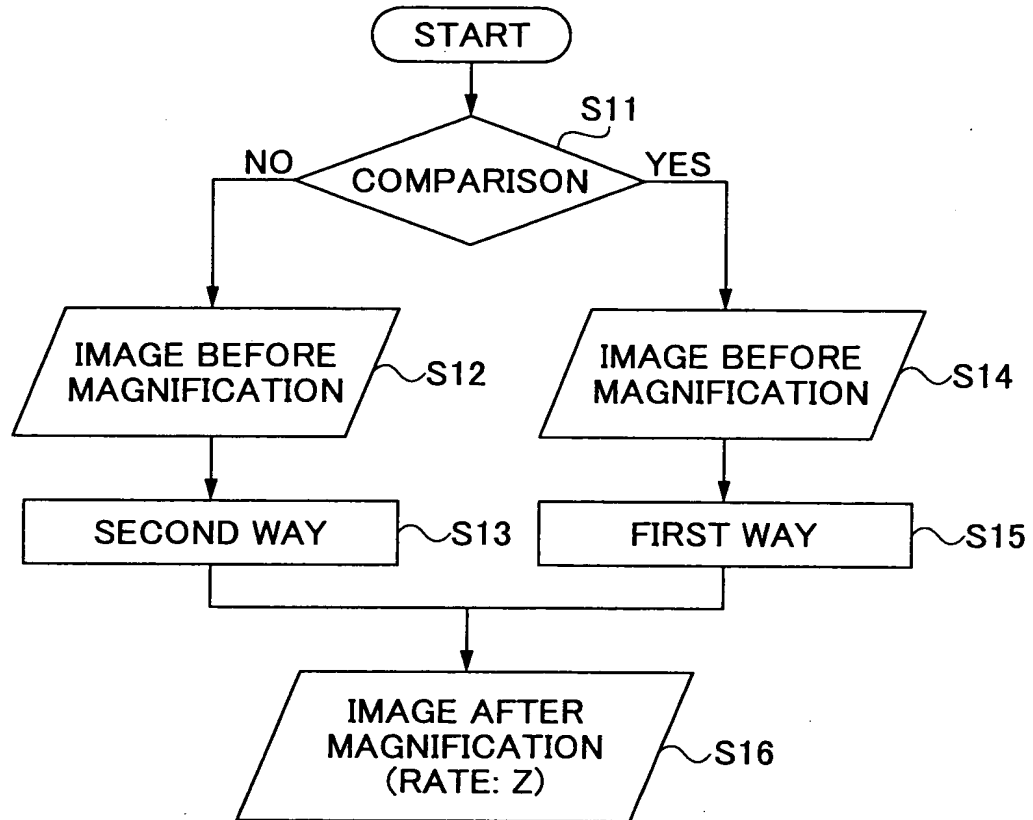 START
S11
NO
YES
COMPARISON
IMAGE BEFORE
MAGNIFICATION
S12
IMAGE BEFORE
MAGNIFICATION
S14
SECOND WAY
S13
FIRST WAY
S15
IMAGE AFTER
MAGNIFICATION
(RATE: Z)
S16